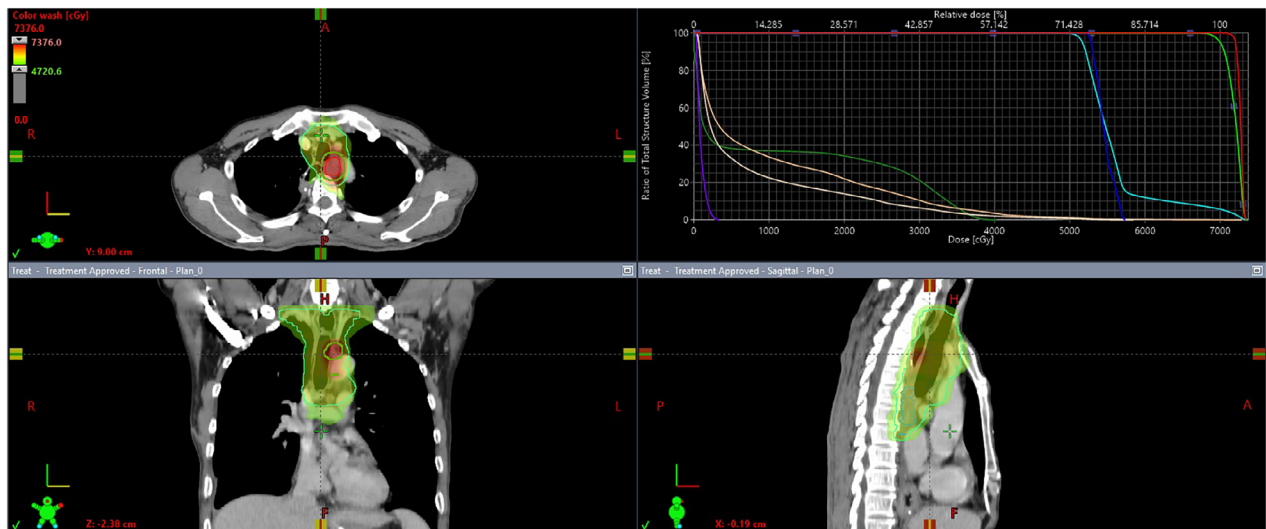 Color wash [cGy]
7376.0
7376.0
4720.6
0.0
A
R
L
P
Y: 9.00 cm
Relative dose [%]
0 14.285 28.571 42.857 57.142 71.428 85.714 100
Ratio of Total Structure Volume [%]
100
80
60
40
20
0
0 1000 2000 3000 4000 5000 6000 7000
Dose [cGy]
Treat - Treatment Approved - Frontal - Plan_0
H
R
L
F
Z: -2.38 cm
Treat - Treatment Approved - Sagittal - Plan_0
H
P
A
F
X: -0.19 cm